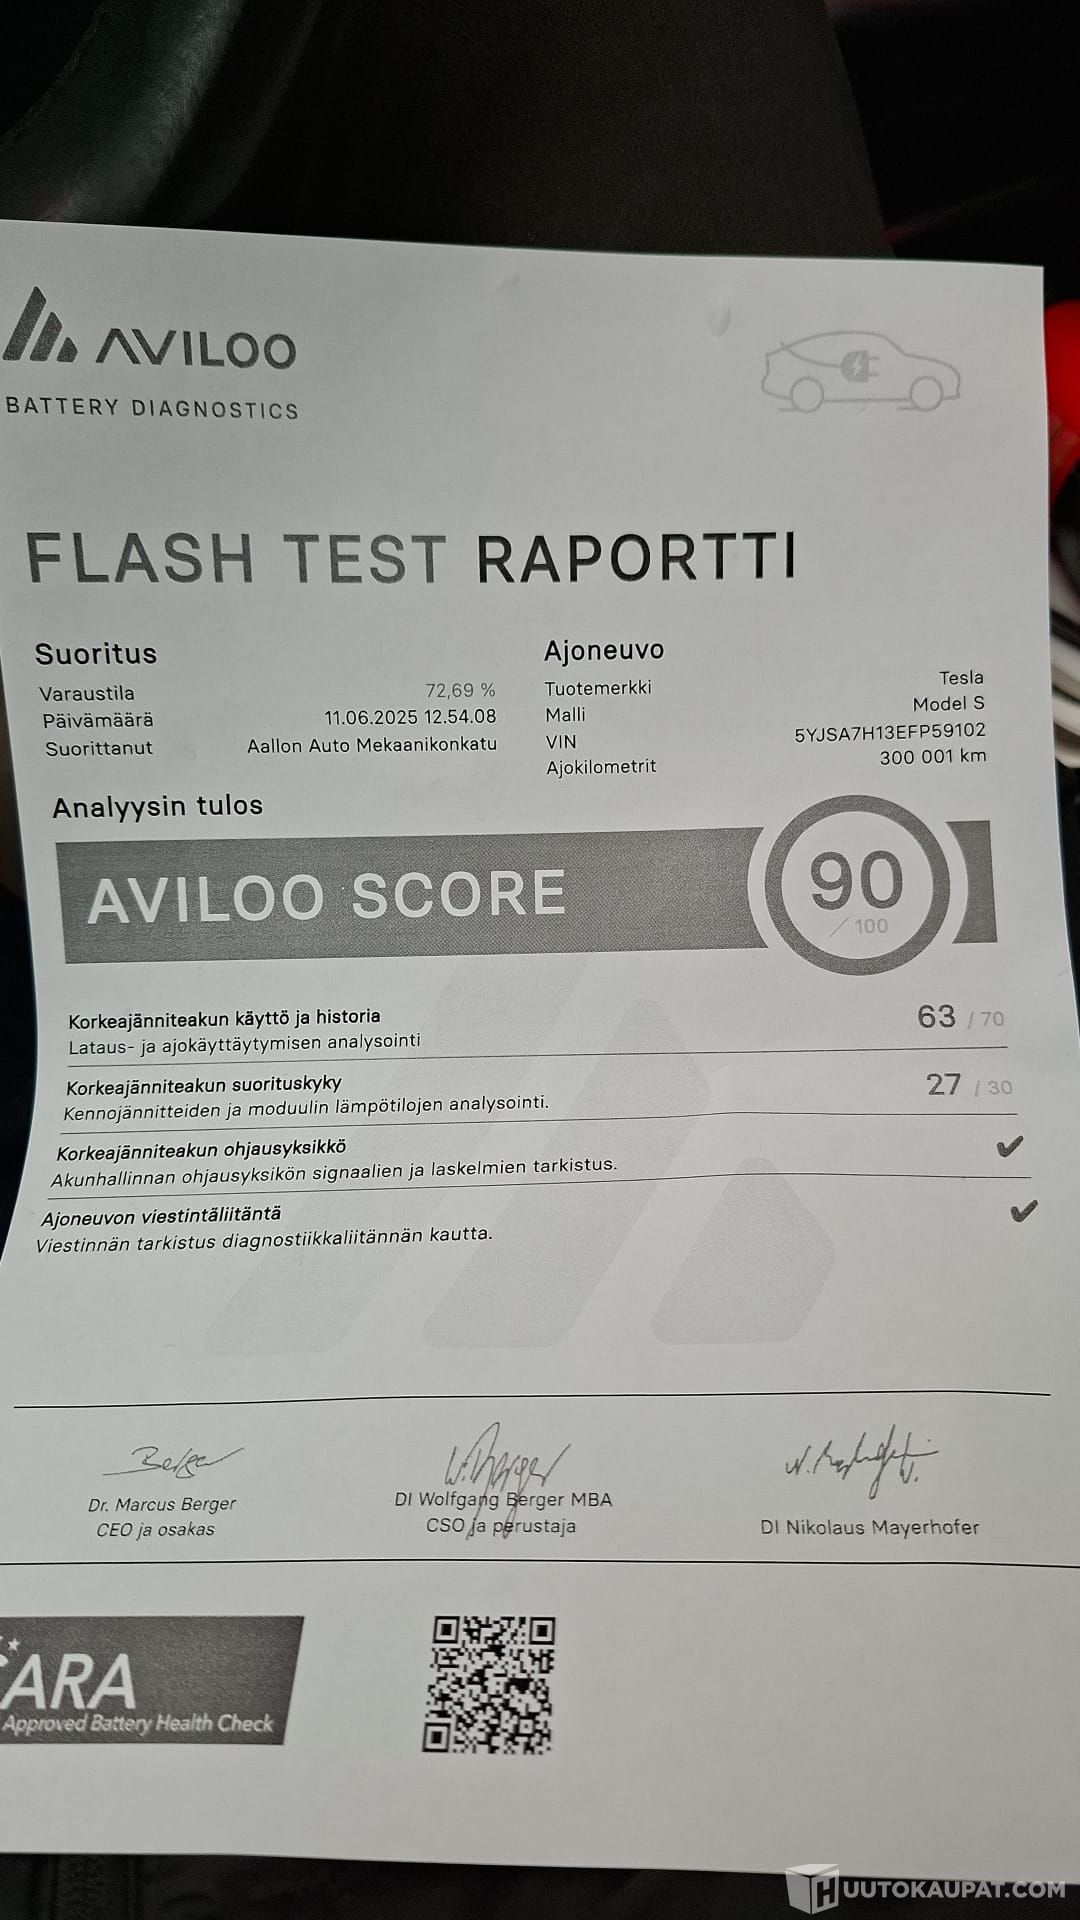 AVILOO
BATTERY DIAGNOSTICS
FLASH TEST RAPORTTI
Suoritus
Varaustila 72,69 %
Päivämäärä 11.06.2025 12.54.08
Suorittanut Aallon Auto Mekaanikonkatu
Ajoneuvo
Tuotemerkki Tesla
Malli Model S
VIN 5YJSA7H13EFP59102
Ajokilometrit 300 001 km
Analyysin tulos
AVILOO SCORE 90 / 100
Korkeajänniteakun käyttö ja historia 63 / 70
Lataus- ja ajokäyttäytymisen analysointi
Korkeajänniteakun suorituskyky 27 / 30
Kennojännitteiden ja moduulin lämpötilojen analysointi.
Korkeajänniteakun ohjausyksikkö ✔
Akunhallinnan ohjausyksikön signaalien ja laskelmien tarkistus.
Ajoneuvon viestintäliitäntä ✔
Viestinnän tarkistus diagnostiikkaliitännän kautta.
Berger
W. Berger
Dr. Marcus Berger
CEO ja osakas
DI Wolfgang Berger MBA
CSO ja perustaja
DI Nikolaus Mayerhofer
ARA
Approved Battery Health Check
HUUTOKAUPAT.COM